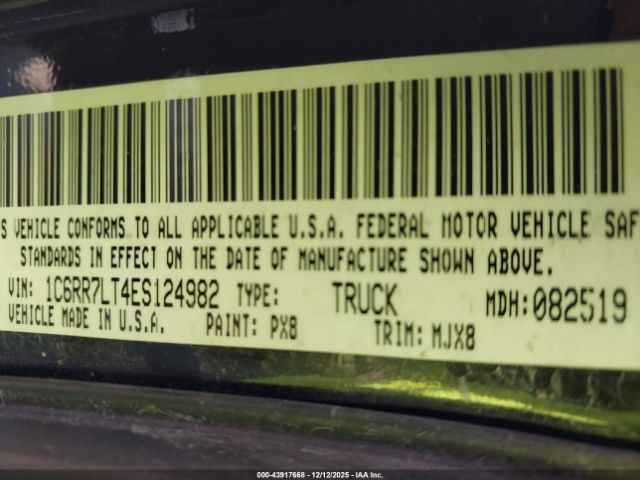 S VEHICLE CONFORMS TO ALL APPLICABLE U.S.A. FEDERAL MOTOR VEHICLE SAF
STANDARDS IN EFFECT ON THE DATE OF MANUFACTURE SHOWN ABOVE.
VIN: 1C6RR7LT4ES124982 TYPE: TRUCK MDH:082519
VEHICLE MADE IN U.S.A. PAINT: PX8 TRIM: MJX8
000-43917668 - 12/12/2025 - IAA Inc.